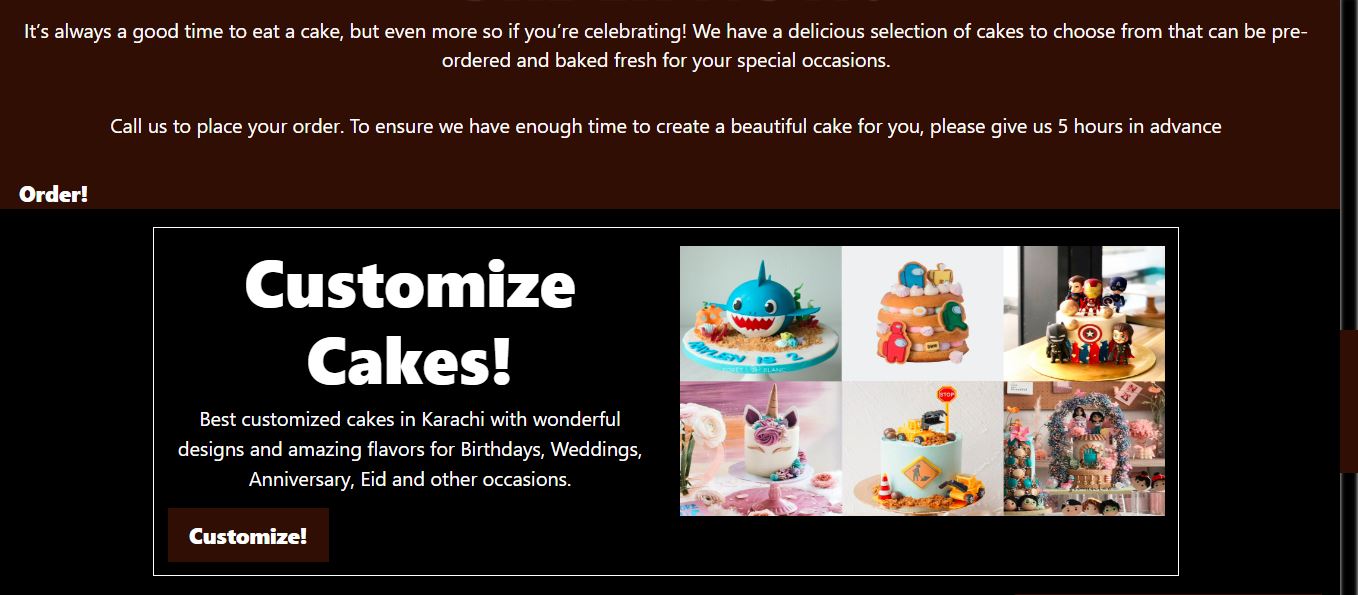 It’s always a good time to eat a cake, but even more so if you’re celebrating! We have a delicious selection of cakes to choose from that can be pre-
ordered and baked fresh for your special occasions.
Call us to place your order. To ensure we have enough time to create a beautiful cake for you, please give us 5 hours in advance
Order!
Customize
Cakes!
Best customized cakes in Karachi with wonderful
designs and amazing flavors for Birthdays, Weddings,
Anniversary, Eid and other occasions.
Customize!
IS 2
STOP